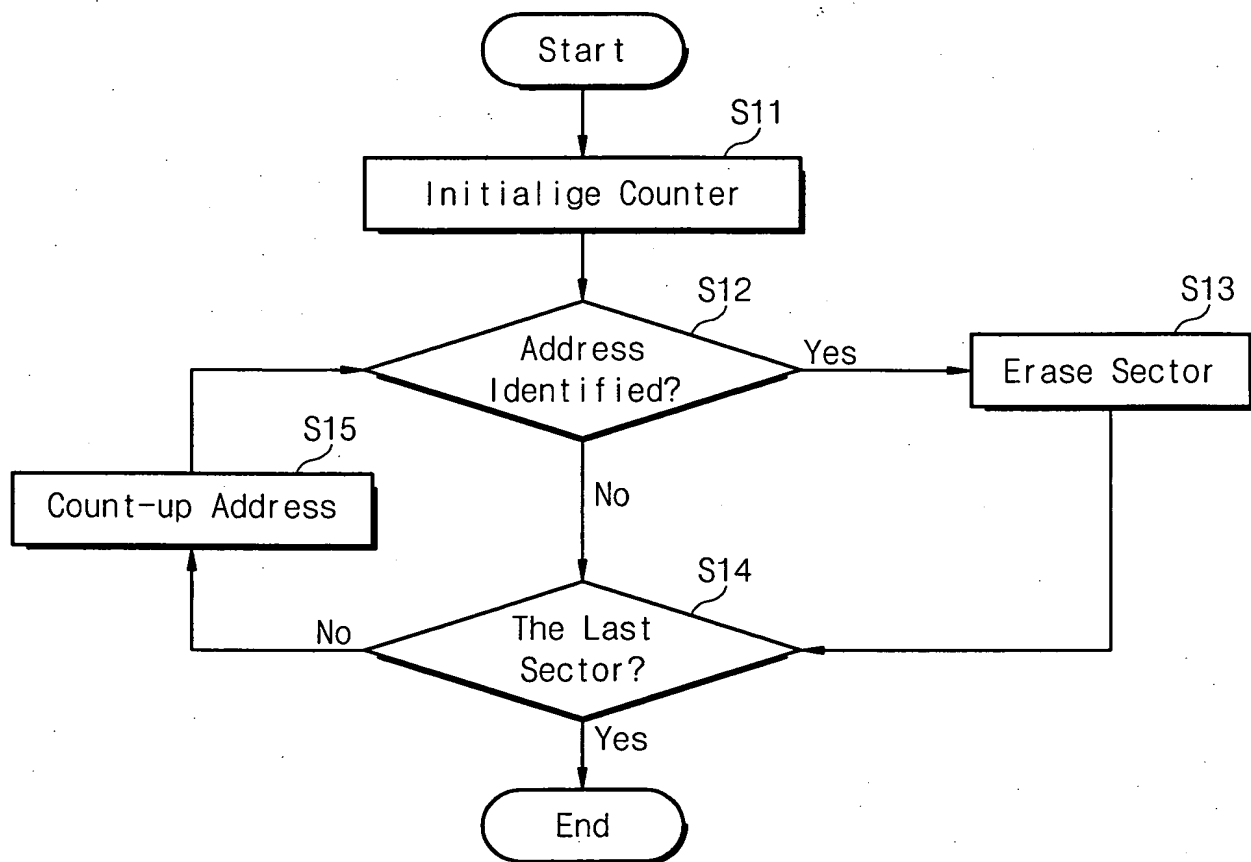 Start
S11
Initialige Counter
S12
Address
Identified?
Yes
S13
Erase Sector
S15
Count-up Address
No
S14
The Last
Sector?
No
Yes
End